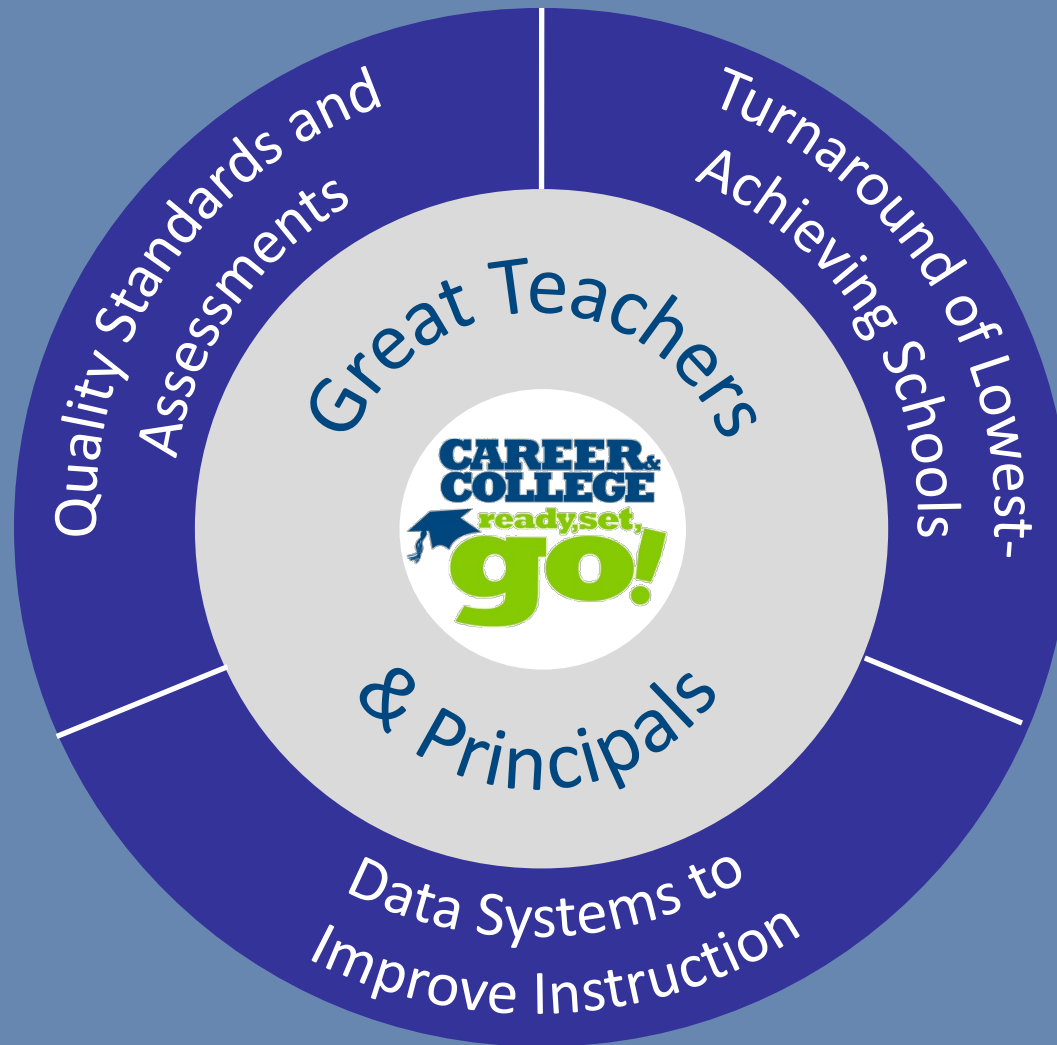 Quality Standards and
Assessments
Turnaround of Lowest-
Achieving Schools
Great Teachers
CAREER &
COLLEGE
ready, set,
go!
& Principals
Data Systems to
Improve Instruction